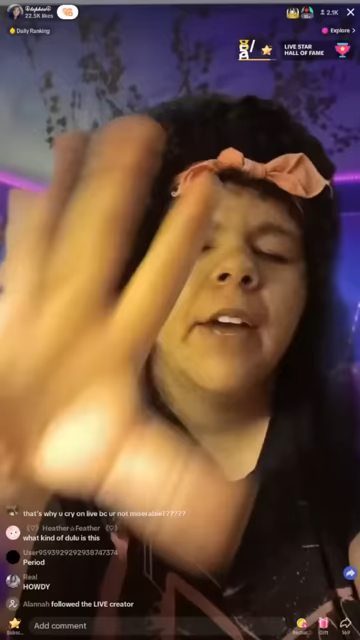 22.5K likes
2.5K
Daily Ranking
Explore >
LIVE STAR
HALL OF FAME
that's why u cry on live bc ur not miserable??????
Heather☆Feather
what kind of dulu is this
User9593929292938747374
Period
Real
HOWDY
Alannah followed the LIVE creator
Add comment
Gift